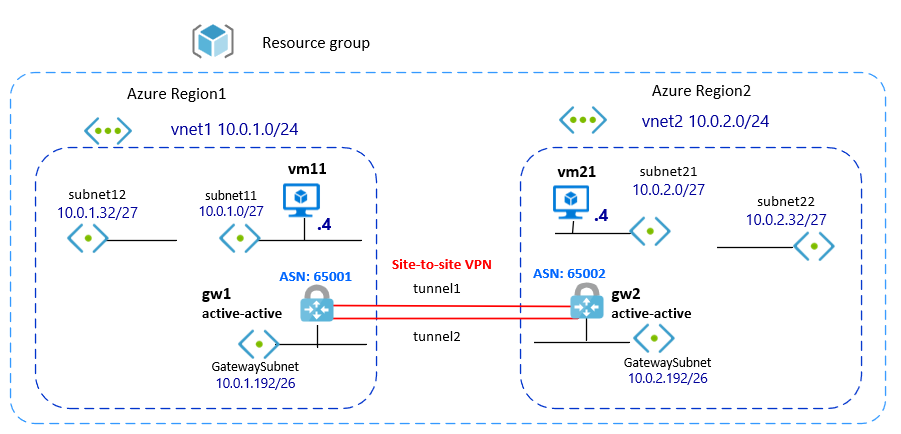 Resource group
Azure Region1
vnet1 10.0.1.0/24
Azure Region2
vnet2 10.0.2.0/24
subnet12
10.0.1.32/27
subnet11
10.0.1.0/27
vm11
.4
vm21
.4
subnet21
10.0.2.0/27
subnet22
10.0.2.32/27
Site-to-site VPN
tunnel1
tunnel2
ASN: 65001
gw1
active-active
GatewaySubnet
10.0.1.192/26
ASN: 65002
gw2
active-active
GatewaySubnet
10.0.2.192/26